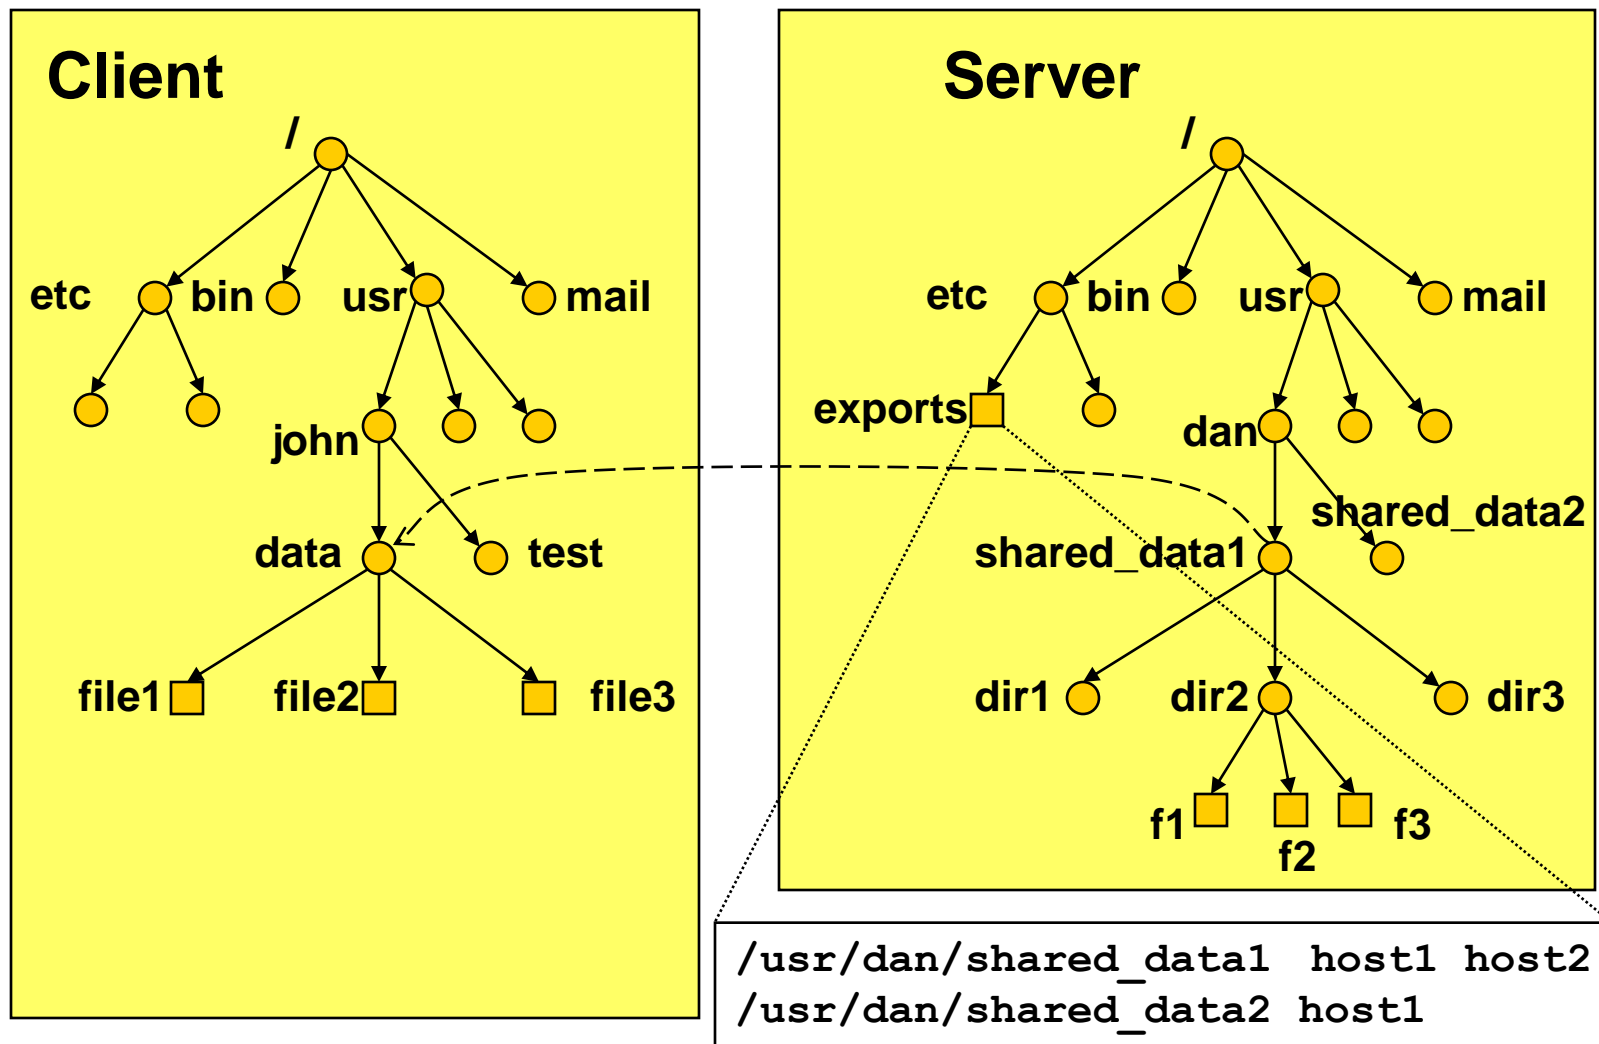 Client
/
etc
bin
usr
mail
john
data
test
file1
file2
file3
Server
/
etc
bin
usr
mail
exports
dan
shared_data2
shared_data1
dir1
dir2
dir3
f1
f2
f3
/usr/dan/shared_data1 host1 host2
/usr/dan/shared_data2 host1